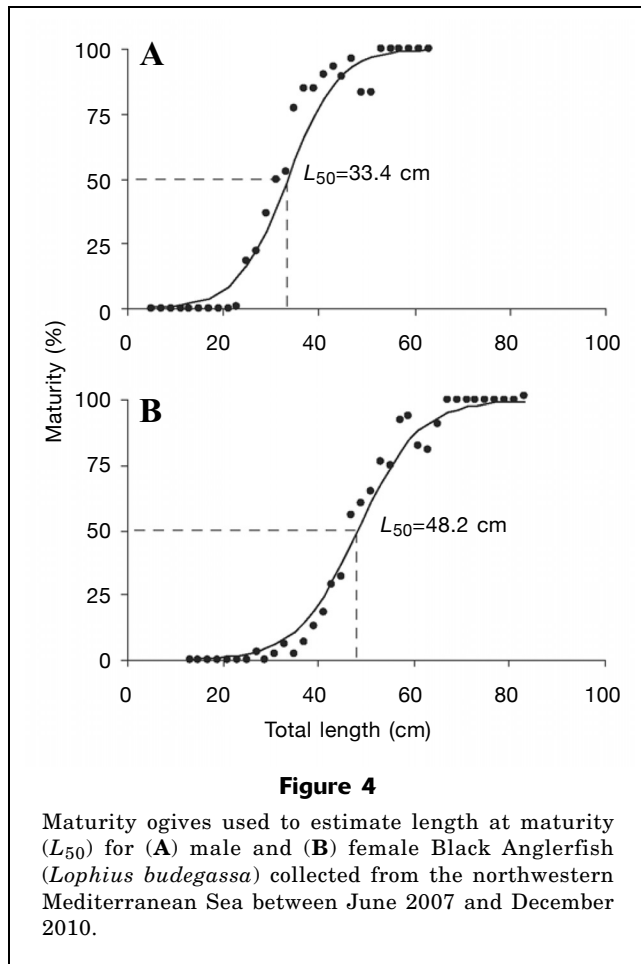 100
A
75
50
L50=33.4 cm
25
0
0 20 40 60 80 100
Maturity (%)
100
B
75
50
L50=48.2 cm
25
0
0 20 40 60 80 100
Total length (cm)
Figure 4
Maturity ogives used to estimate length at maturity
(L50) for (A) male and (B) female Black Anglerfish
(Lophius budegassa) collected from the northwestern
Mediterranean Sea between June 2007 and December
2010.